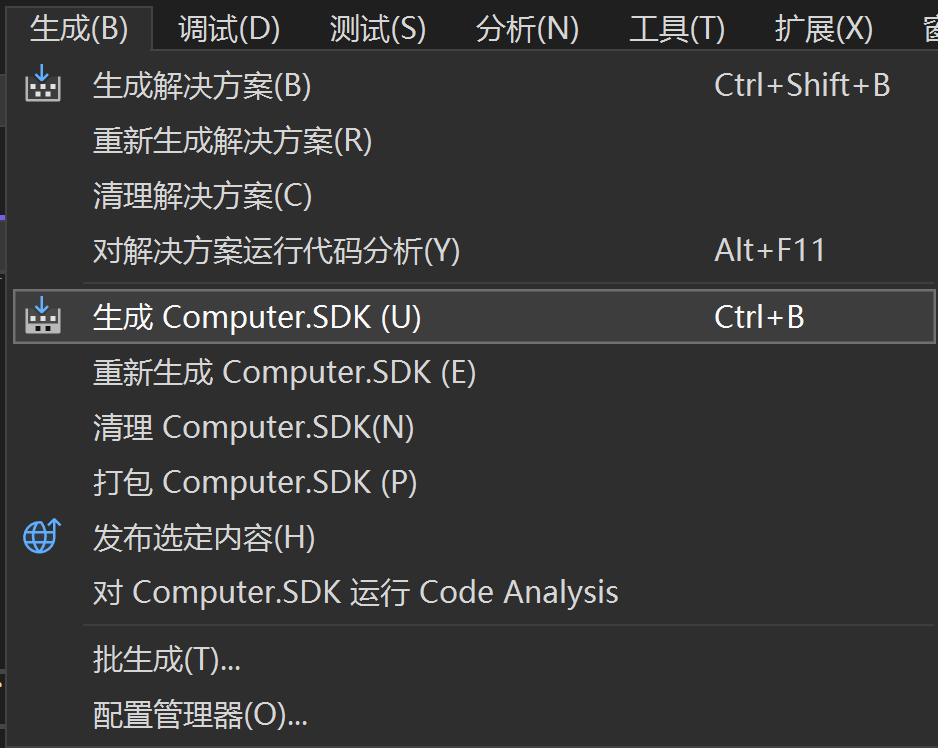 生成(B) 调试(D) 测试(S) 分析(N) 工具(T) 扩展(X)
生成解决方案(B) Ctrl+Shift+B
重新生成解决方案(R)
清理解决方案(C)
对解决方案运行代码分析(Y) Alt+F11
生成 Computer.SDK (U) Ctrl+B
重新生成 Computer.SDK (E)
清理 Computer.SDK(N)
打包 Computer.SDK (P)
发布选定内容(H)
对 Computer.SDK 运行 Code Analysis
批生成(T)...
配置管理器(O)...